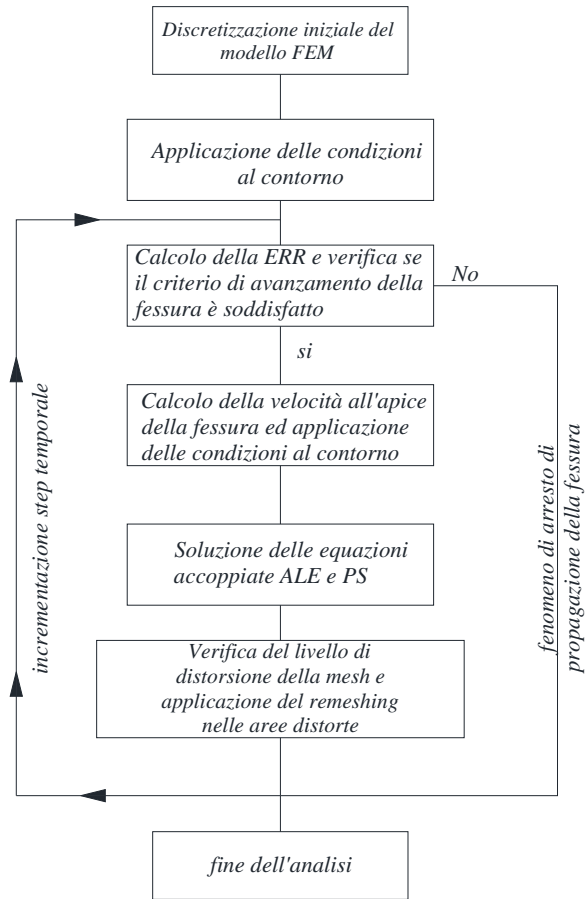 Discretizzazione iniziale del
modello FEM
Applicazione delle condizioni
al contorno
Calcolo della ERR e verifica se
il criterio di avanzamento della
fessura è soddisfatto
No
si
Calcolo della velocità all'apice
della fessura ed applicazione
delle condizioni al contorno
incrementazione step temporale
fenomeno di arresto di
propagazione della fessura
Soluzione delle equazioni
accoppiate ALE e PS
Verifica del livello di
distorsione della mesh e
applicazione del remeshing
nelle aree distorte
fine dell'analisi